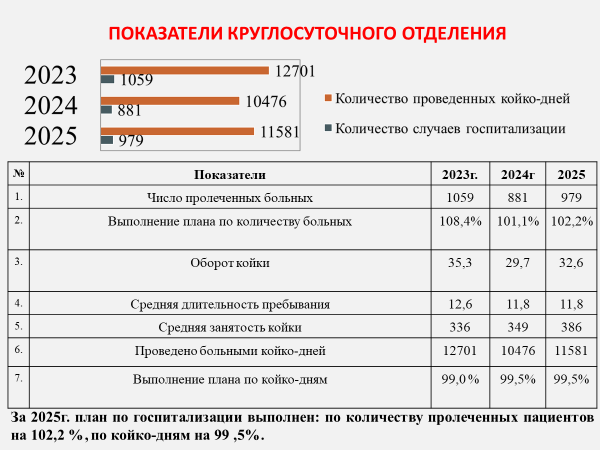 ПОКАЗАТЕЛИ КРУГЛОСУТОЧНОГО ОТДЕЛЕНИЯ
2023 12701
1059
2024 10476
881
2025 11581
979
Количество проведенных койко-дней
Количество случаев госпитализации
№ Показатели 2023г. 2024г 2025
1. Число пролеченных больных 1059 881 979
2. Выполнение плана по количеству больных 108,4% 101,1% 102,2%
3. Оборот койки 35,3 29,7 32,6
4. Средняя длительность пребывания 12,6 11,8 11,8
5. Средняя занятость койки 336 349 386
6. Проведено больными койко-дней 12701 10476 11581
7. Выполнение плана по койко-дням 99,0 % 99,5% 99,5%
За 2025г. план по госпитализации выполнен: по количеству пролеченных пациентов
на 102,2 % , по койко-дням на 99 ,5%.